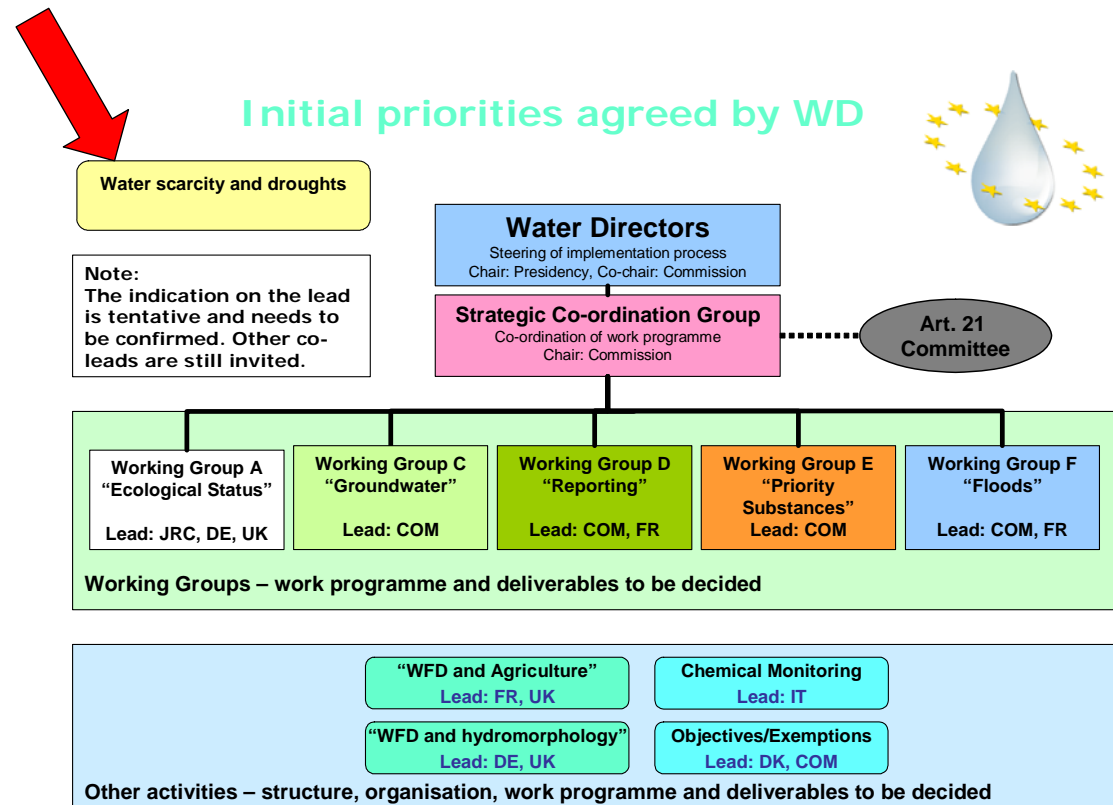 Initial priorities agreed by WD
Water scarcity and droughts
Water Directors
Steering of implementation process
Chair: Presidency, Co-chair: Commission
Note:
The indication on the lead
is tentative and needs to
be confirmed. Other co-
leads are still invited.
Strategic Co-ordination Group
Co-ordination of work programme
Chair: Commission
Art. 21
Committee
Working Group A
“Ecological Status”
Lead: JRC, DE, UK
Working Group C
“Groundwater”
Lead: COM
Working Group D
“Reporting”
Lead: COM, FR
Working Group E
“Priority
Substances”
Lead: COM
Working Group F
“Floods”
Lead: COM, FR
Working Groups – work programme and deliverables to be decided
“WFD and Agriculture”
Lead: FR, UK
Chemical Monitoring
Lead: IT
“WFD and hydromorphology”
Lead: DE, UK
Objectives/Exemptions
Lead: DK, COM
Other activities – structure, organisation, work programme and deliverables to be decided